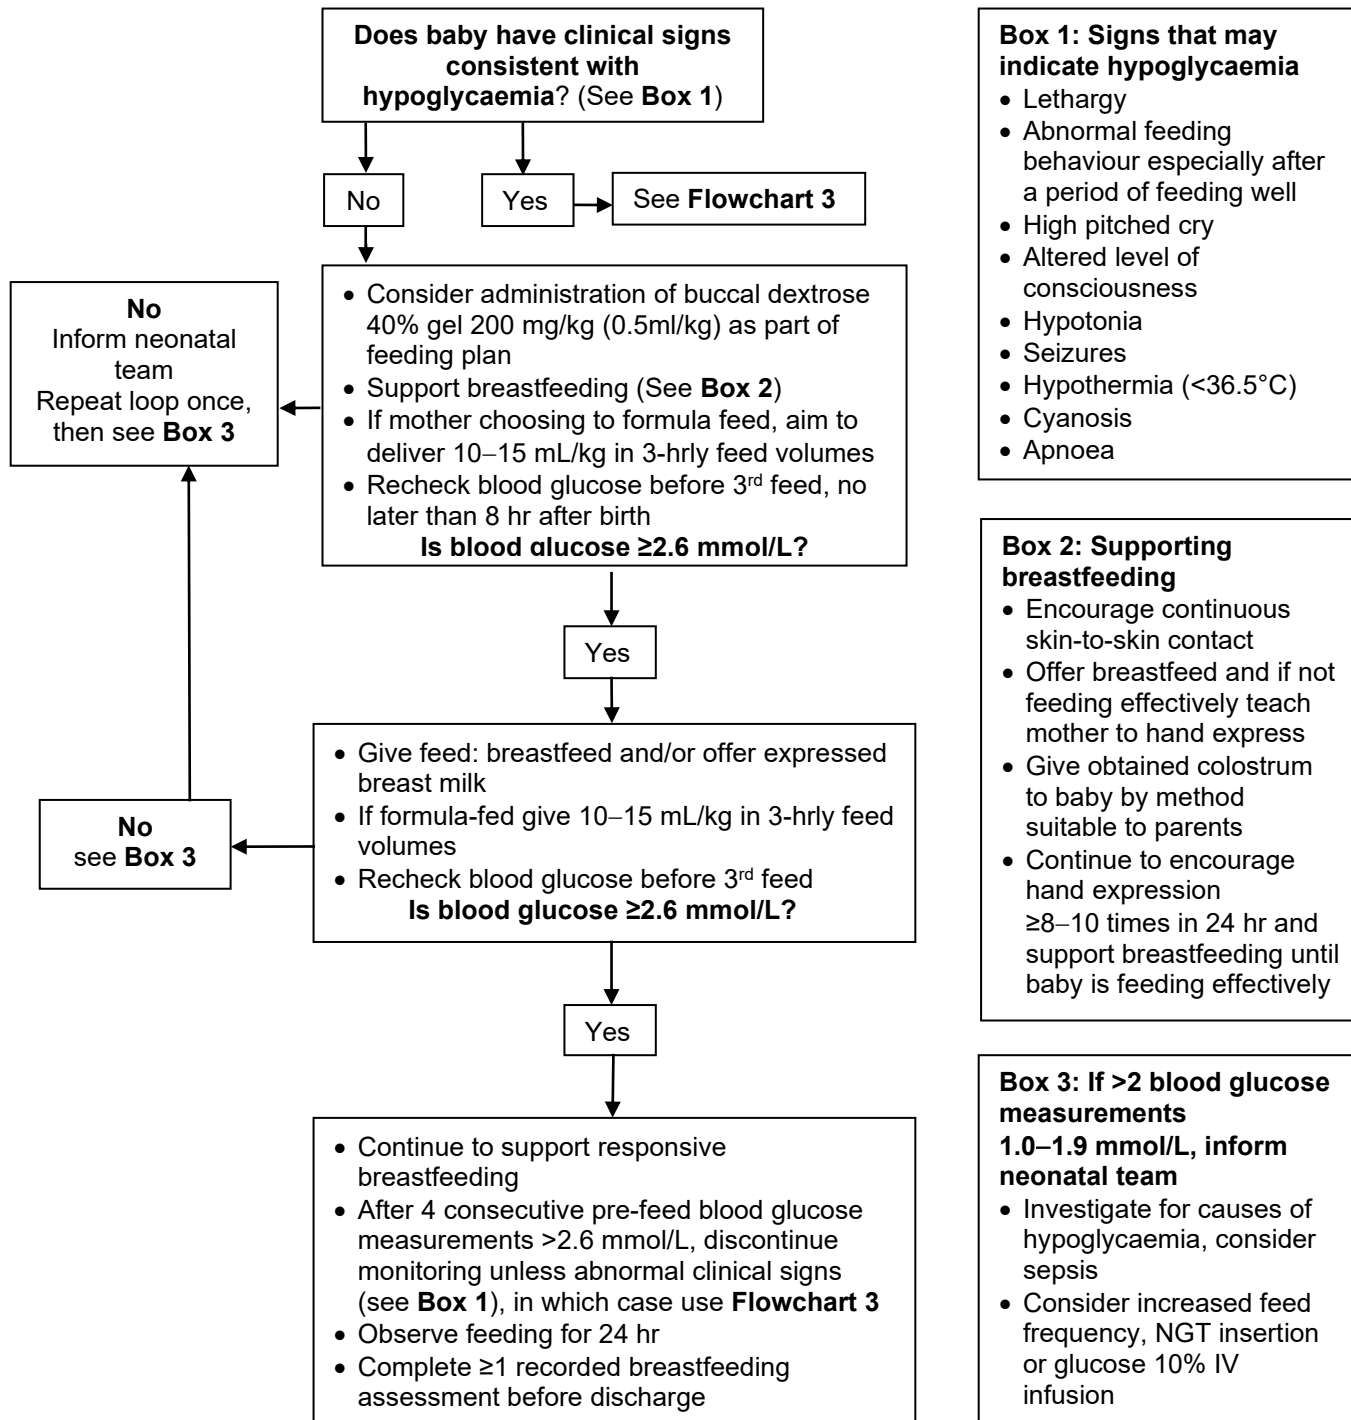 Does baby have clinical signs
consistent with
hypoglycaemia? (See Box 1)
No
Yes
See Flowchart 3
• Consider administration of buccal dextrose
40% gel 200 mg/kg (0.5ml/kg) as part of
feeding plan
• Support breastfeeding (See Box 2)
• If mother choosing to formula feed, aim to
deliver 10–15 mL/kg in 3-hrly feed volumes
• Recheck blood glucose before 3rd feed, no
later than 8 hr after birth
Is blood glucose ≥2.6 mmol/L?
No
Inform neonatal
team
Repeat loop once,
then see Box 3
Yes
• Give feed: breastfeed and/or offer expressed
breast milk
• If formula-fed give 10–15 mL/kg in 3-hrly feed
volumes
• Recheck blood glucose before 3rd feed
Is blood glucose ≥2.6 mmol/L?
No
see Box 3
Yes
• Continue to support responsive
breastfeeding
• After 4 consecutive pre-feed blood glucose
measurements >2.6 mmol/L, discontinue
monitoring unless abnormal clinical signs
(see Box 1), in which case use Flowchart 3
• Observe feeding for 24 hr
• Complete ≥1 recorded breastfeeding
assessment before discharge
Box 1: Signs that may
indicate hypoglycaemia
• Lethargy
• Abnormal feeding
behaviour especially after
a period of feeding well
• High pitched cry
• Altered level of
consciousness
• Hypotonia
• Seizures
• Hypothermia (<36.5°C)
• Cyanosis
• Apnoea
Box 2: Supporting
breastfeeding
• Encourage continuous
skin-to-skin contact
• Offer breastfeed and if not
feeding effectively teach
mother to hand express
• Give obtained colostrum
to baby by method
suitable to parents
• Continue to encourage
hand expression
≥8–10 times in 24 hr and
support breastfeeding until
baby is feeding effectively
Box 3: If >2 blood glucose
measurements
1.0–1.9 mmol/L, inform
neonatal team
• Investigate for causes of
hypoglycaemia, consider
sepsis
• Consider increased feed
frequency, NGT insertion
or glucose 10% IV
infusion